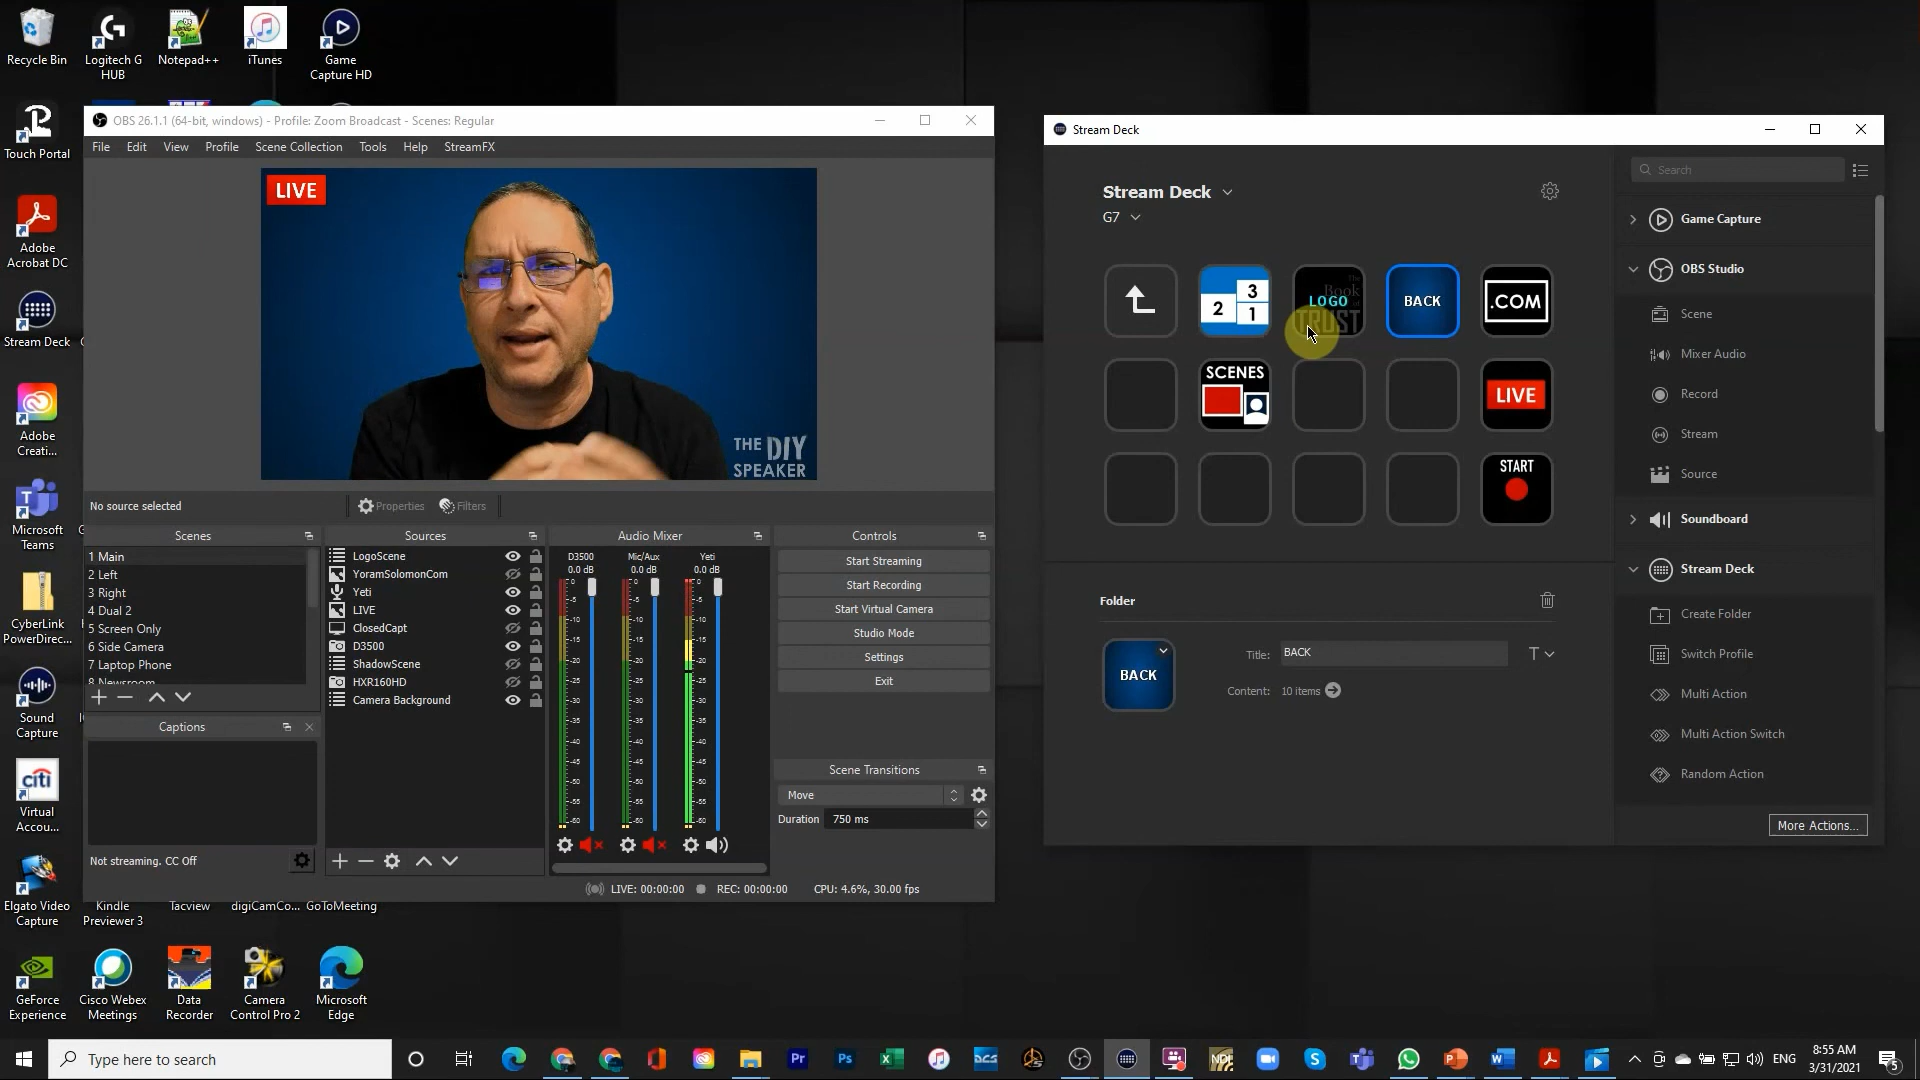 Recycle Bin
Logitech G
HUB
Notepad++
iTunes
Game
Capture HD
Touch Portal
Adobe
Acrobat DC
Stream Deck
Adobe
Creati...
Microsoft
Teams
CyberLink
PowerDirec...
Sound
Capture
citi
Virtual
Accou...
Elgato Video
Capture
Kindle
Previewer 3
Tacview
digiCamCo...
GoToMeeting
GeForce
Experience
Cisco Webex
Meetings
Data
Recorder
Camera
Control Pro 2
Microsoft
Edge
OBS 26.1.1 (64-bit, windows) - Profile: Zoom Broadcast - Scenes: Regular
File Edit View Profile Scene Collection Tools Help StreamFX
LIVE
THE DIY
SPEAKER
No source selected
Properties
Filters
Scenes
1 Main
2 Left
3 Right
4 Dual 2
5 Screen Only
6 Side Camera
7 Laptop Phone
8 Newsroom
Captions
Not streaming. CC Off
Sources
LogoScene
YoramSolomonCom
Yeti
LIVE
ClosedCapt
D3500
ShadowScene
HXR160HD
Camera Background
Audio Mixer
D3500 Mic/Aux Yeti
0.0 dB 0.0 dB 0.0 dB
Controls
Start Streaming
Start Recording
Start Virtual Camera
Studio Mode
Settings
Exit
Scene Transitions
Move
Duration 750 ms
LIVE: 00:00:00 REC: 00:00:00 CPU: 4.6%, 30.00 fps
Stream Deck
Stream Deck
G7
2 3 1
The
Book of
TRUST
LOGO
BACK
.COM
SCENES
LIVE
START
Folder
BACK
Title: BACK
T
Content: 10 items
Search
Game Capture
OBS Studio
Scene
Mixer Audio
Record
Stream
Source
Soundboard
Stream Deck
Create Folder
Switch Profile
Multi Action
Multi Action Switch
Random Action
More Actions...
Type here to search
Pr
Ps
NDI
ENG
8:55 AM
3/31/2021
5